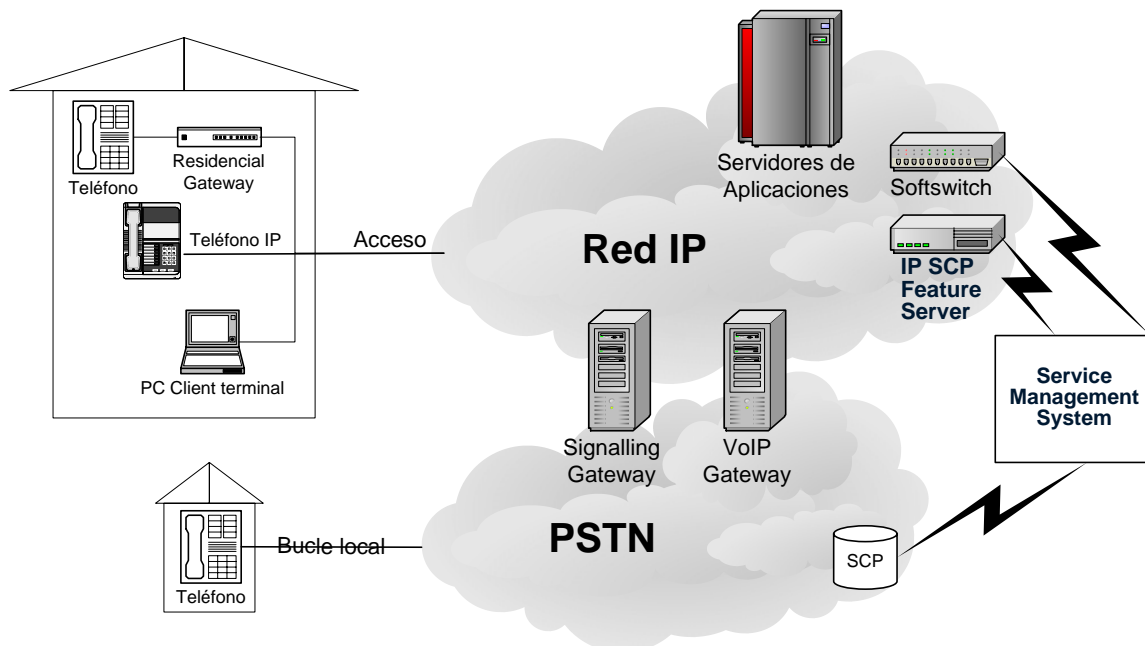 Servidores de
Aplicaciones
Softswitch
Residencial
Gateway
Teléfono
Teléfono IP
Acceso
Red IP
IP SCP
Feature
Server
PC Client terminal
Service
Management
System
Signalling
Gateway
VoIP
Gateway
Bucle local
PSTN
SCP
Teléfono